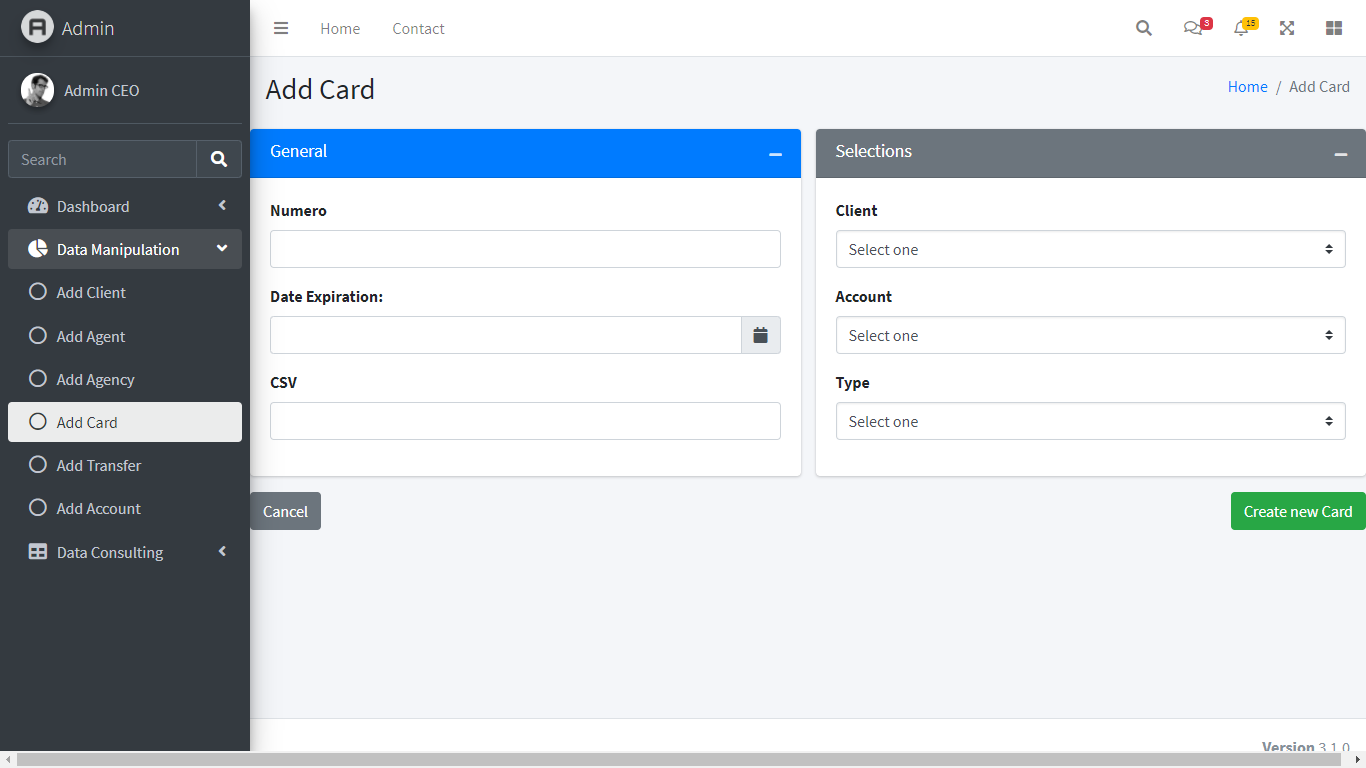 Admin
Home
Contact
3
15
Admin CEO
Add Card
Home / Add Card
Search
Dashboard
Data Manipulation
Add Client
Add Agent
Add Agency
Add Card
Add Transfer
Add Account
Data Consulting
General
Numero
Date Expiration:
CSV
Selections
Client
Select one
Account
Select one
Type
Select one
Cancel
Create new Card
Version 3.1.0